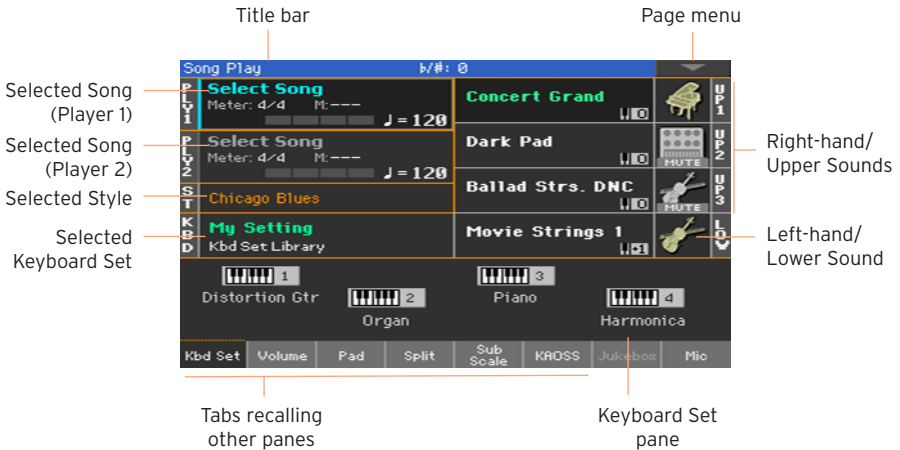 Title bar
Page menu
Song Play
♭/#: 0
Selected Song
(Player 1)
PLY1
Select Song
Meter: 4/4 M:---
♩=120
Selected Song
(Player 2)
PLY2
Select Song
Meter: 4/4 M:---
♩=120
Selected Style
ST
Chicago Blues
Selected
Keyboard Set
KBD
My Setting
Kbd Set Library
Concert Grand
0
UP1
Dark Pad
0
MUTE
UP2
Ballad Strs. DNC
0
MUTE
UP3
Movie Strings 1
+1
LOW
Right-hand/
Upper Sounds
Left-hand/
Lower Sound
1
Distortion Gtr
2
Organ
3
Piano
4
Harmonica
Kbd Set
Volume
Pad
Split
Sub
Scale
KAOSS
Jukebox
Mic
Tabs recalling
other panes
Keyboard Set
pane